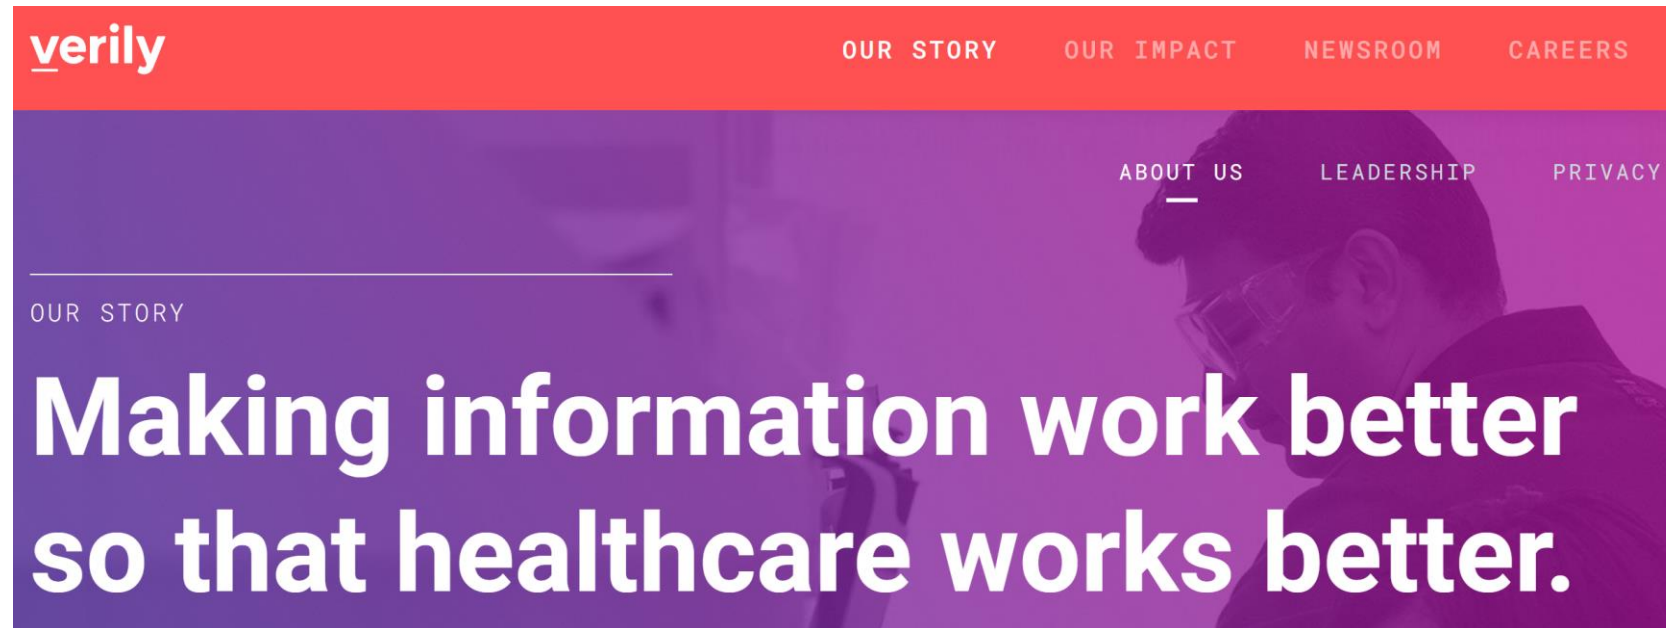 verily
OUR STORY OUR IMPACT NEWSROOM CAREERS
ABOUT US LEADERSHIP PRIVACY
OUR STORY
Making information work better
so that healthcare works better.